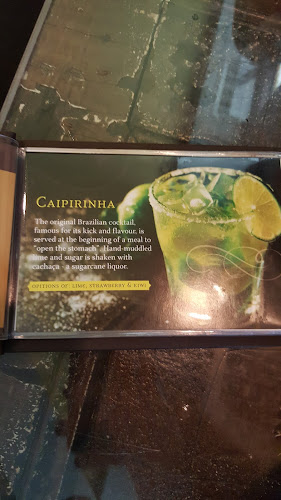 CAIPIRINHA
The original Brazilian cocktail,
famous for its kick and flavour, is
served at the beginning of a meal to
"open the stomach". Hand-muddled
lime and sugar is shaken with
cachaça - a sugarcane liquor.
OPTIONS OF: LIME, STRAWBERRY & KIWI